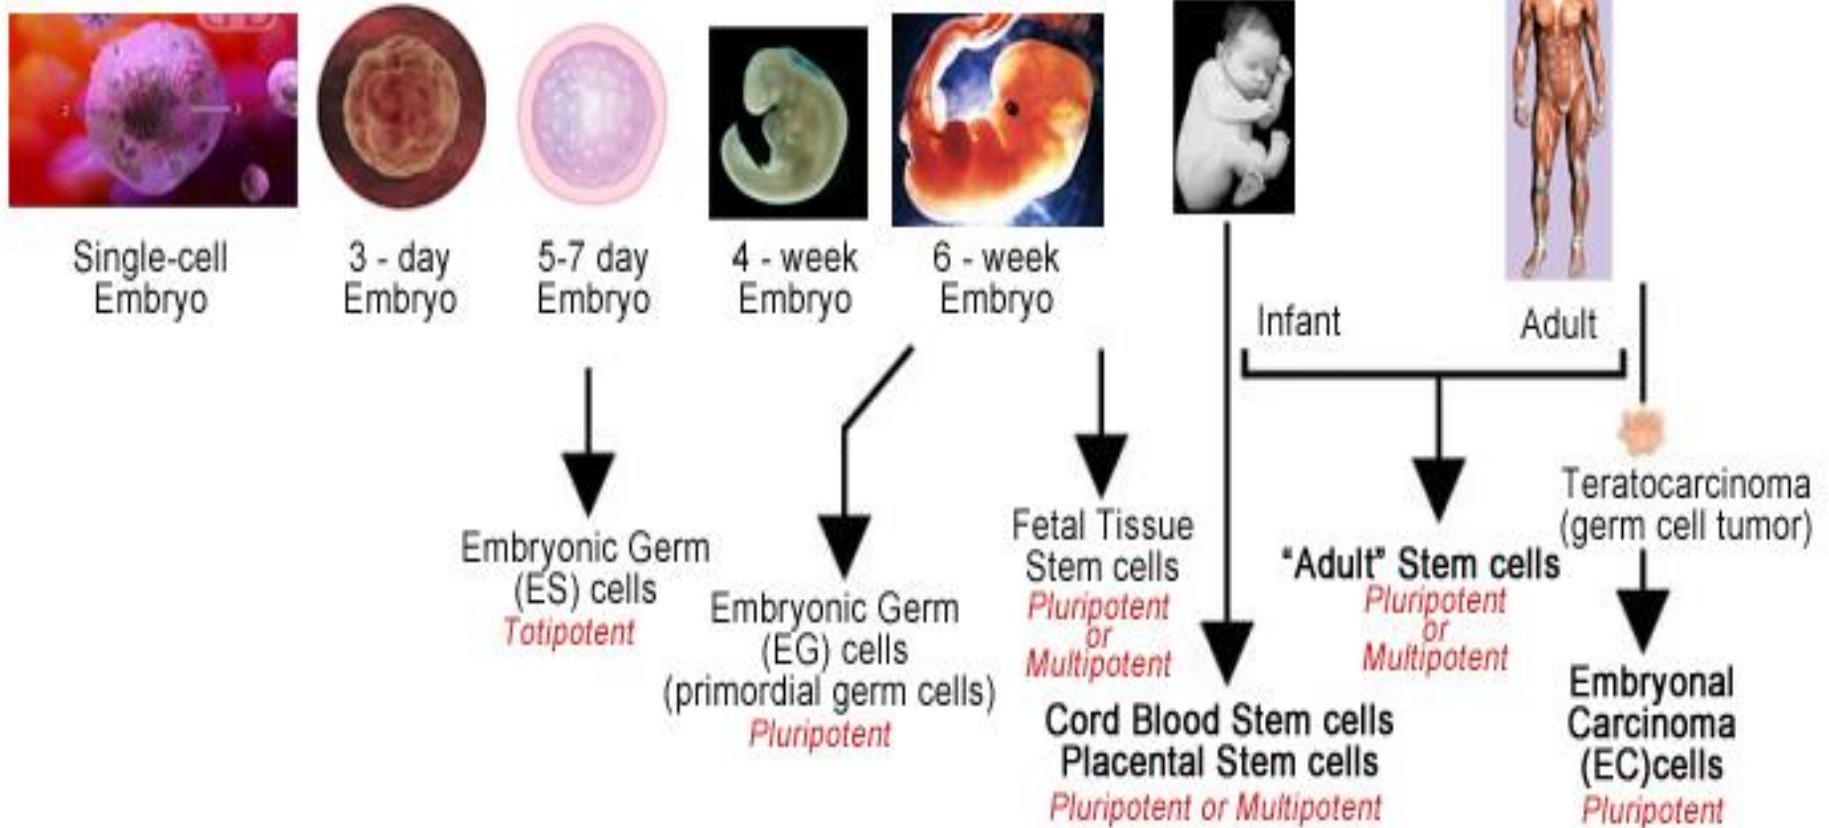 Single-cell
Embryo
3 - day
Embryo
5-7 day
Embryo
4 - week
Embryo
6 - week
Embryo
Infant
Adult
Embryonic Germ
(ES) cells
Totipotent
Embryonic Germ
(EG) cells
(primordial germ cells)
Pluripotent
Fetal Tissue
Stem cells
Pluripotent
or
Multipotent
Cord Blood Stem cells
Placental Stem cells
Pluripotent or Multipotent
“Adult” Stem cells
Pluripotent
or
Multipotent
Teratocarcinoma
(germ cell tumor)
Embryonal
Carcinoma
(EC)cells
Pluripotent